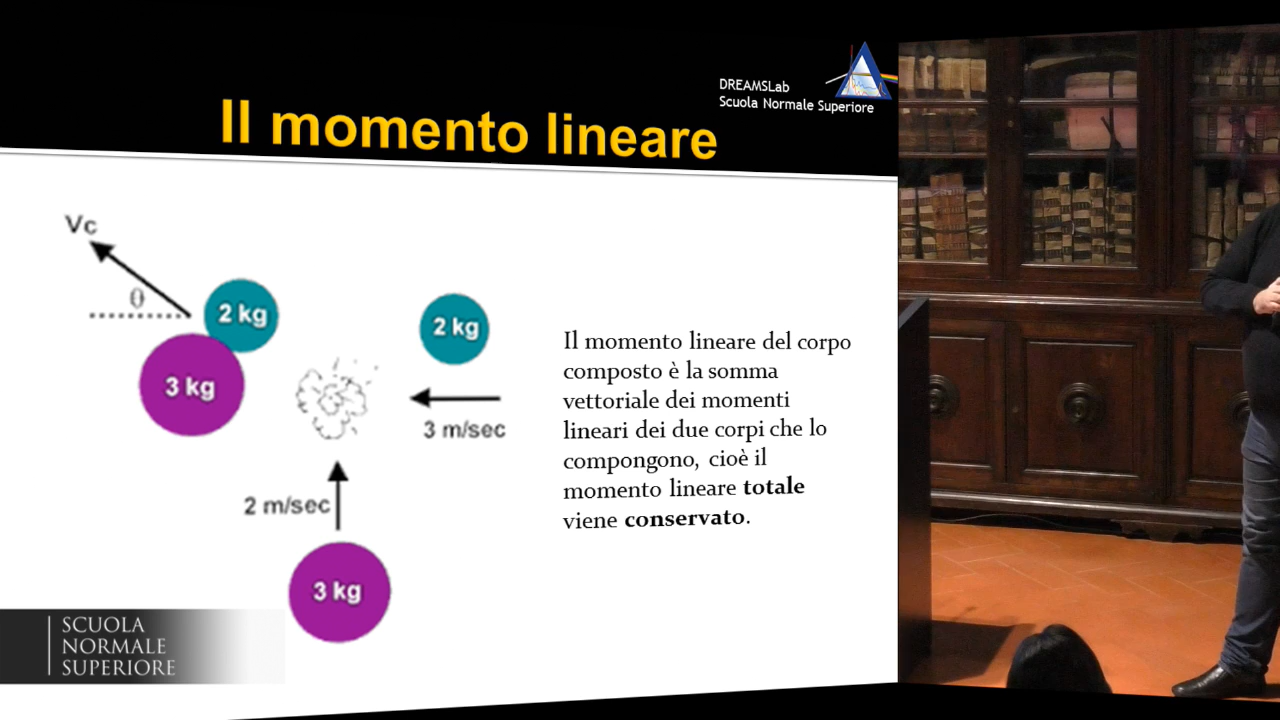 DREAMSLab
Scuola Normale Superiore
Il momento lineare
Vc
θ
2 kg
3 kg
2 kg
3 m/sec
2 m/sec
3 kg
Il momento lineare del corpo
composto è la somma
vettoriale dei momenti
lineari dei due corpi che lo
compongono, cioè il
momento lineare totale
viene conservato.
SCUOLA
NORMALE
SUPERIORE